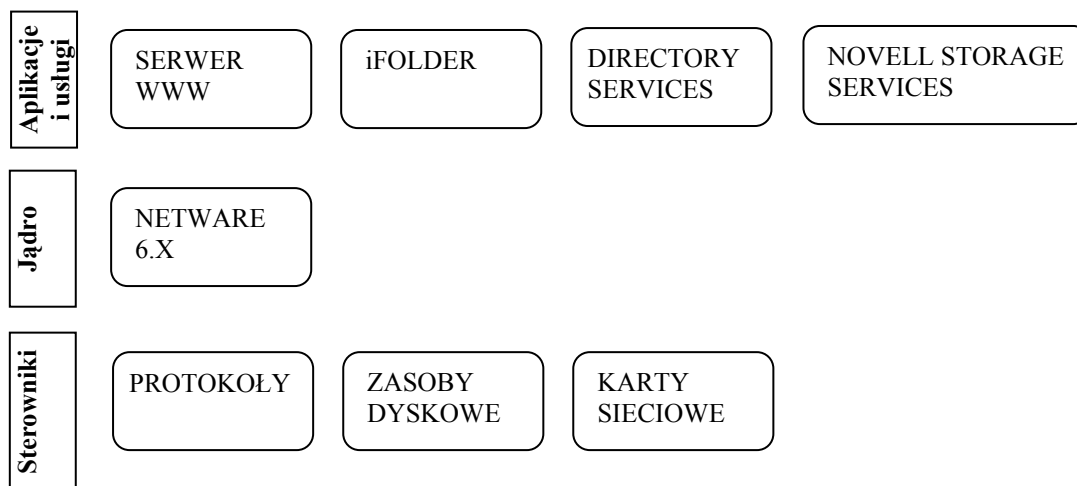 Aplikacje
i usługi
SERWER
WWW
iFOLDER
DIRECTORY
SERVICES
NOVELL STORAGE
SERVICES
Jądro
NETWARE
6.X
Sterowniki
PROTOKOŁY
ZASOBY
DYSKOWE
KARTY
SIECIOWE